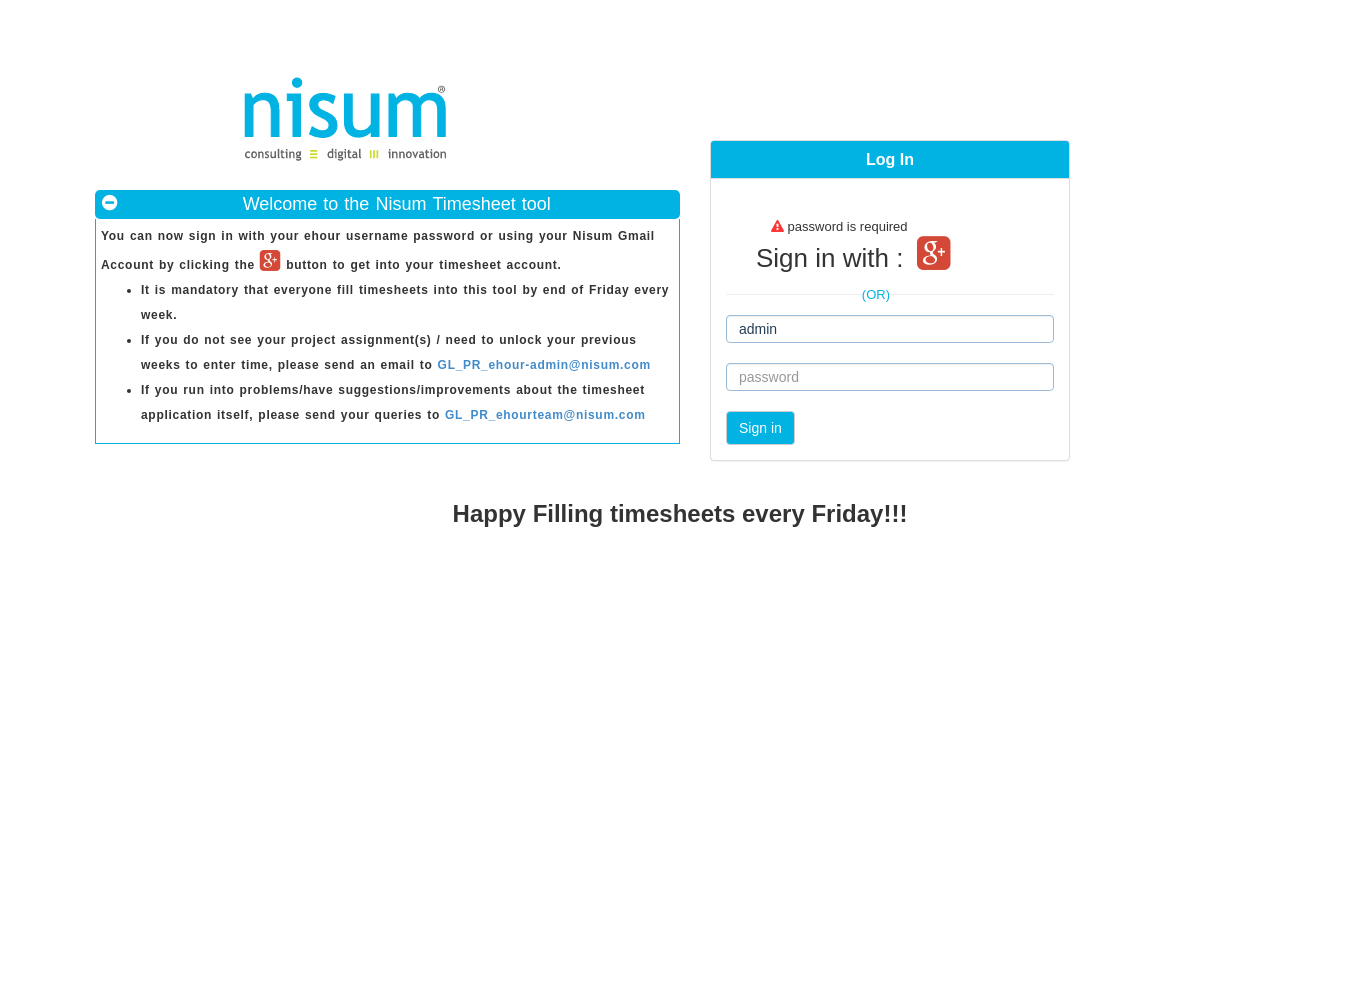 nisum®
consulting digital innovation
Welcome to the Nisum Timesheet tool
You can now sign in with your ehour username password or using your Nisum Gmail
Account by clicking the g+ button to get into your timesheet account.
• It is mandatory that everyone fill timesheets into this tool by end of Friday every
week.
• If you do not see your project assignment(s) / need to unlock your previous
weeks to enter time, please send an email to GL_PR_ehour-admin@nisum.com
• If you run into problems/have suggestions/improvements about the timesheet
application itself, please send your queries to GL_PR_ehourteam@nisum.com
Log In
password is required
Sign in with : g+
(OR)
admin
password
Sign in
Happy Filling timesheets every Friday!!!